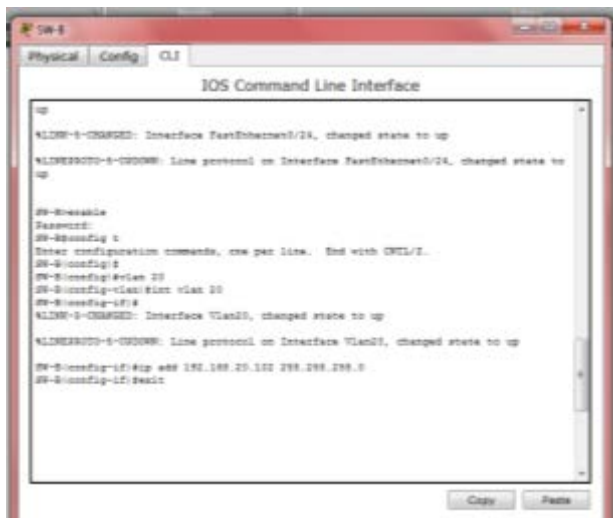 SW-B
Physical Config CLI
IOS Command Line Interface
up
%LINK-5-CHANGED: Interface FastEthernet0/24, changed state to up
%LINEPROTO-5-UPDOWN: Line protocol on Interface FastEthernet0/24, changed state to
up
SW-B>enable
Password:
SW-B#config t
Enter configuration commands, one per line. End with CNTL/Z.
SW-B(config)#
SW-B(config)#vlan 20
SW-B(config-vlan)#int vlan 20
SW-B(config-if)#
%LINK-5-CHANGED: Interface Vlan20, changed state to up
%LINEPROTO-5-UPDOWN: Line protocol on Interface Vlan20, changed state to up
SW-B(config-if)#ip add 192.168.20.102 255.255.255.0
SW-B(config-if)#exit
Copy Paste